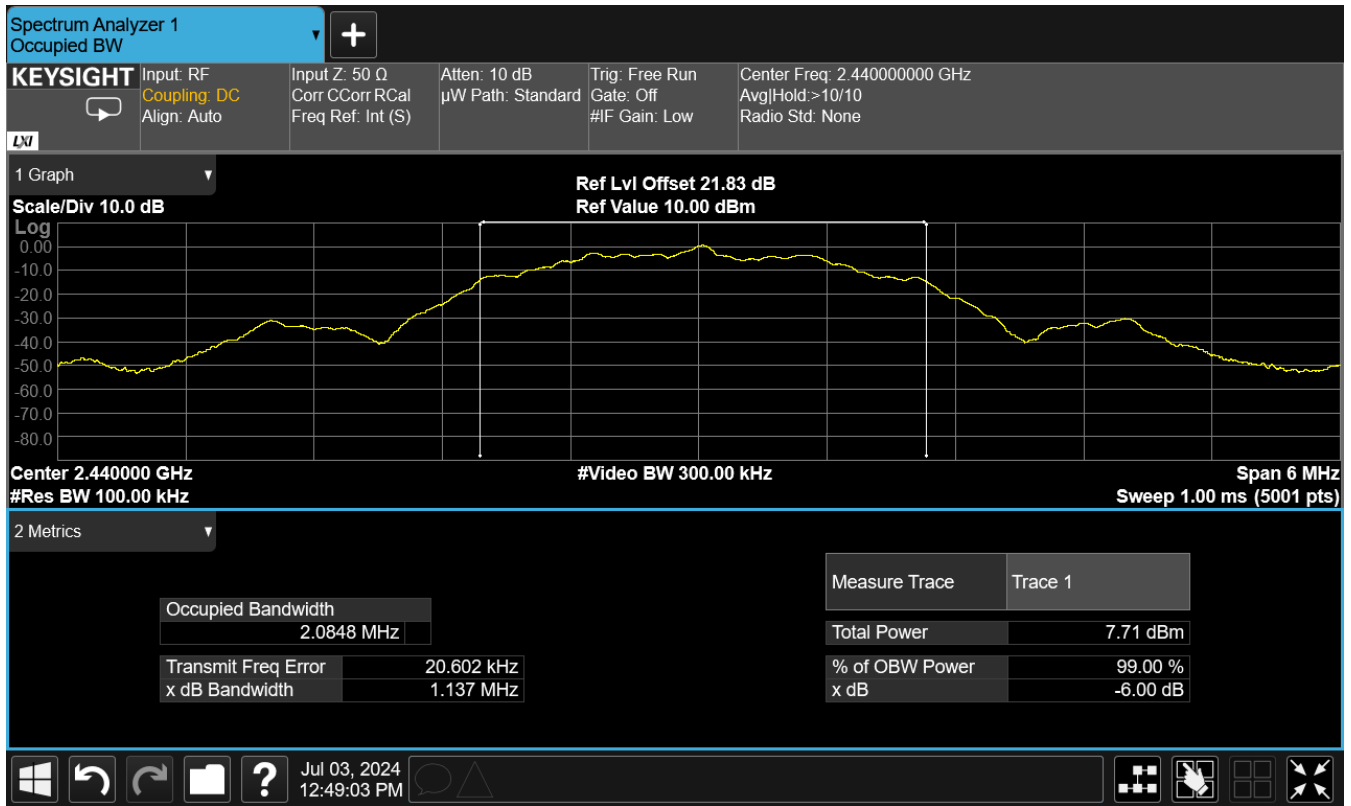 Spectrum Analyzer 1
Occupied BW
KEYSIGHT
LXI
Input: RF
Coupling: DC
Align: Auto
Input Z: 50 Ω
Corr CCorr RCal
Freq Ref: Int (S)
Atten: 10 dB
µW Path: Standard
Trig: Free Run
Gate: Off
#IF Gain: Low
Center Freq: 2.440000000 GHz
Avg|Hold:>10/10
Radio Std: None
1 Graph
Scale/Div 10.0 dB
Ref Lvl Offset 21.83 dB
Ref Value 10.00 dBm
Log
0.00
-10.0
-20.0
-30.0
-40.0
-50.0
-60.0
-70.0
-80.0
Center 2.440000 GHz
#Video BW 300.00 kHz
Span 6 MHz
#Res BW 100.00 kHz
Sweep 1.00 ms (5001 pts)
2 Metrics
Occupied Bandwidth
2.0848 MHz
Transmit Freq Error 20.602 kHz
x dB Bandwidth 1.137 MHz
Measure Trace Trace 1
Total Power 7.71 dBm
% of OBW Power 99.00 %
x dB -6.00 dB
?
Jul 03, 2024
12:49:03 PM